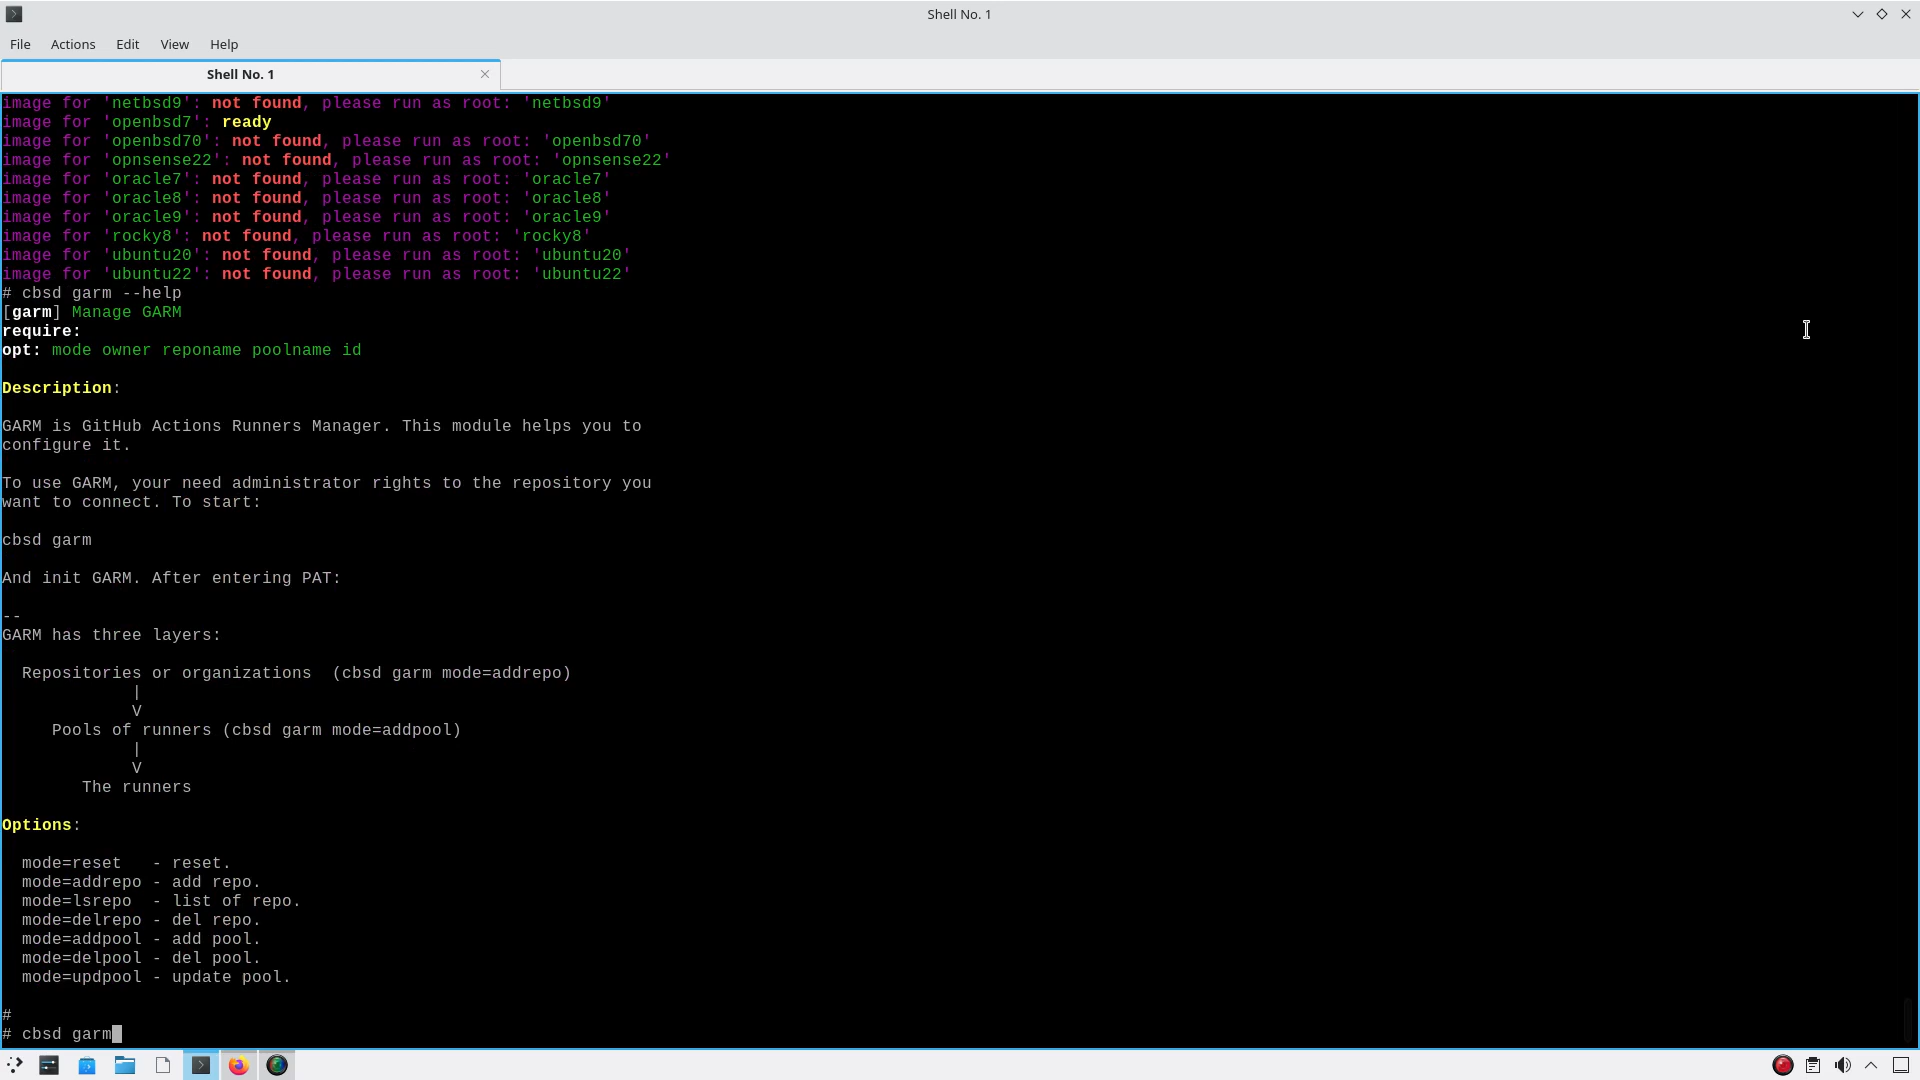 Shell No. 1
File Actions Edit View Help
Shell No. 1
image for 'netbsd9': not found, please run as root: 'netbsd9'
image for 'openbsd7': ready
image for 'openbsd70': not found, please run as root: 'openbsd70'
image for 'opnsense22': not found, please run as root: 'opnsense22'
image for 'oracle7': not found, please run as root: 'oracle7'
image for 'oracle8': not found, please run as root: 'oracle8'
image for 'oracle9': not found, please run as root: 'oracle9'
image for 'rocky8': not found, please run as root: 'rocky8'
image for 'ubuntu20': not found, please run as root: 'ubuntu20'
image for 'ubuntu22': not found, please run as root: 'ubuntu22'
# cbsd garm --help
[garm] Manage GARM
require:
opt: mode owner reponame poolname id
Description:
GARM is GitHub Actions Runners Manager. This module helps you to
configure it.
To use GARM, your need administrator rights to the repository you
want to connect. To start:
cbsd garm
And init GARM. After entering PAT:
--
GARM has three layers:
Repositories or organizations  (cbsd garm mode=addrepo)
|
V
Pools of runners (cbsd garm mode=addpool)
|
V
The runners
Options:
mode=reset   - reset.
mode=addrepo - add repo.
mode=lsrepo  - list of repo.
mode=delrepo - del repo.
mode=addpool - add pool.
mode=delpool - del pool.
mode=updpool - update pool.
#
# cbsd garm